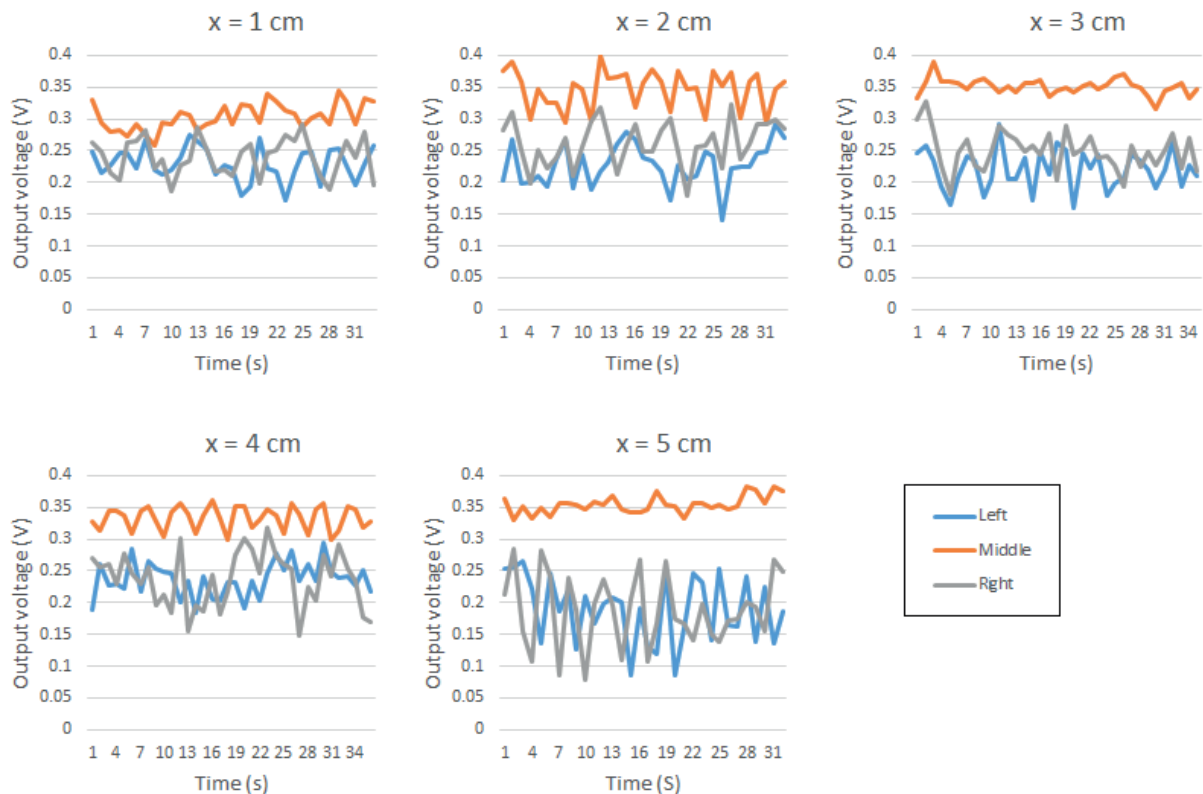 x = 1 cm
Output voltage (V)
0.4
0.35
0.3
0.25
0.2
0.15
0.1
0.05
0
1 4 7 10 13 16 19 22 25 28 31
Time (s)
x = 2 cm
Output voltage (V)
0.4
0.35
0.3
0.25
0.2
0.15
0.1
0.05
0
1 4 7 10 13 16 19 22 25 28 31
Time (s)
x = 3 cm
Output voltage (V)
0.4
0.35
0.3
0.25
0.2
0.15
0.1
0.05
0
1 4 7 10 13 16 19 22 25 28 31 34
Time (s)
x = 4 cm
Output voltage (V)
0.4
0.35
0.3
0.25
0.2
0.15
0.1
0.05
0
1 4 7 10 13 16 19 22 25 28 31 34
Time (s)
x = 5 cm
Output voltage (V)
0.4
0.35
0.3
0.25
0.2
0.15
0.1
0.05
0
1 4 7 10 13 16 19 22 25 28 31
Time (S)
Left
Middle
Right